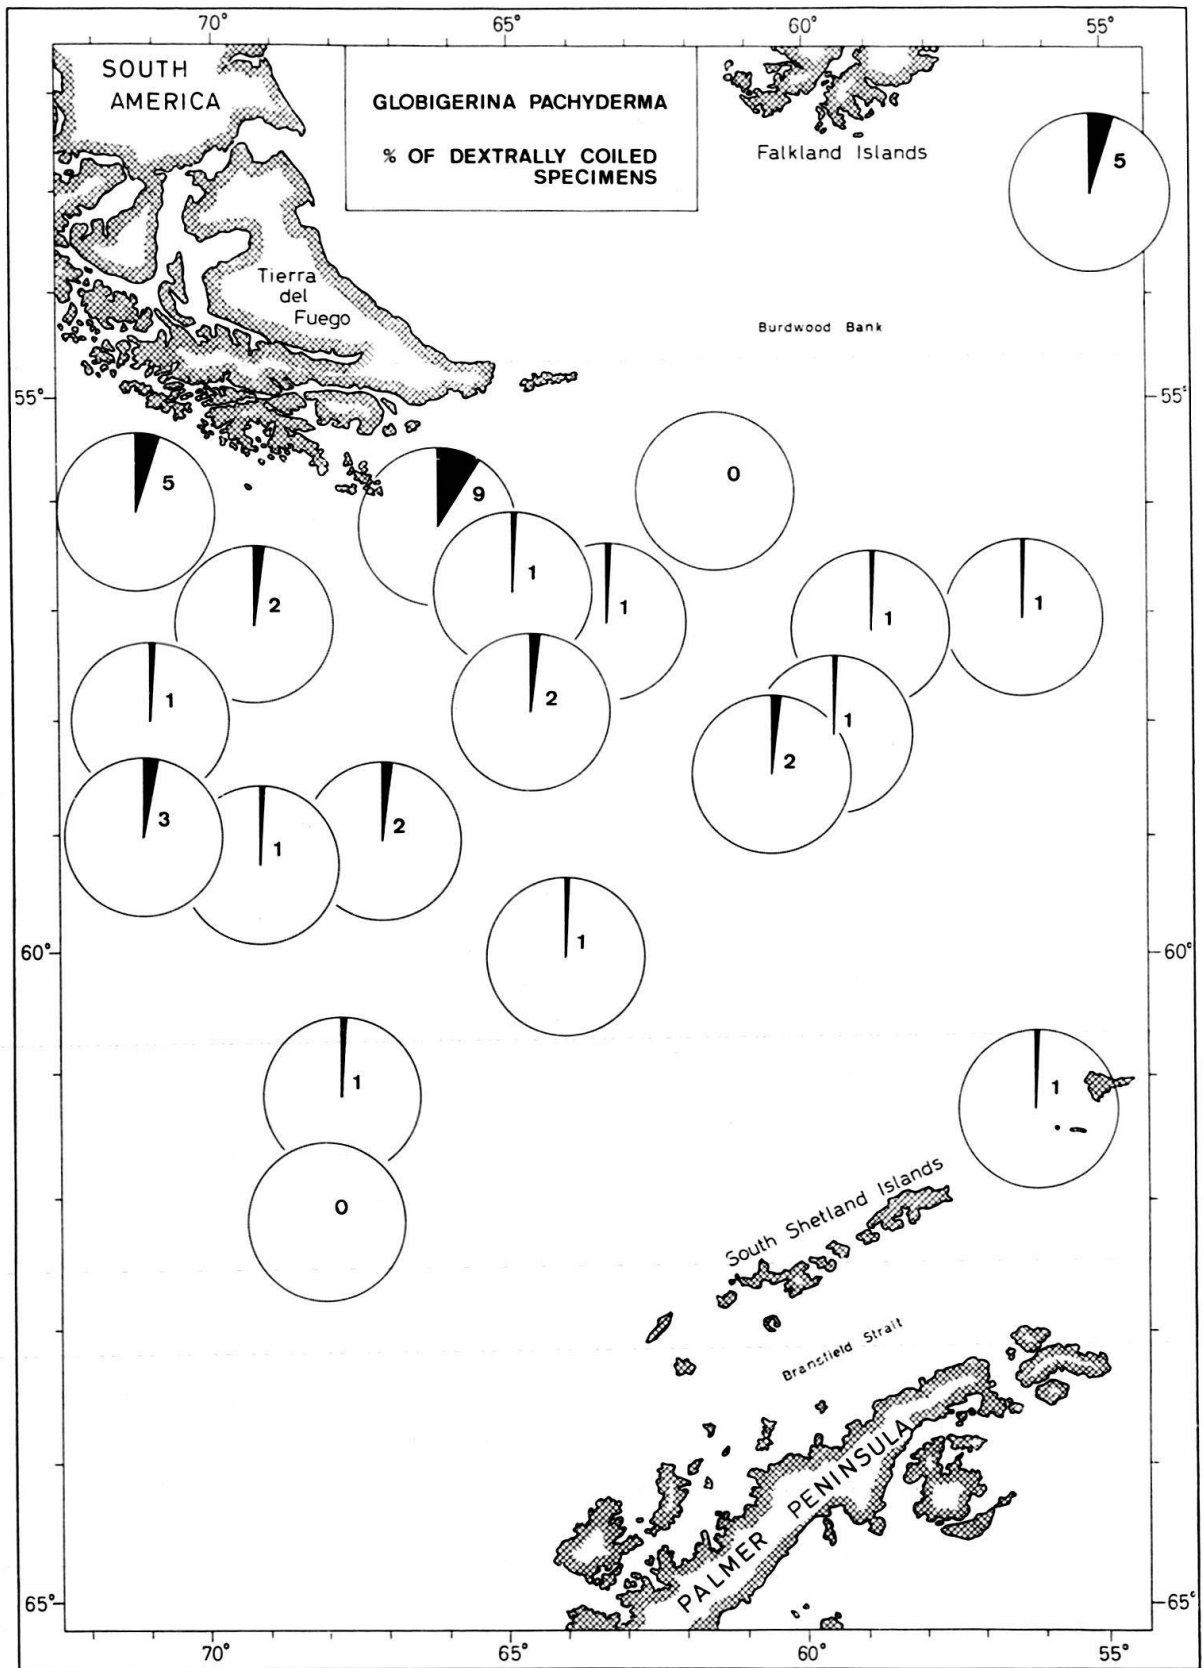 70° 65° 60° 55°
SOUTH
AMERICA
GLOBIGERINA PACHYDERMA
% OF DEXTRALLY COILED
SPECIMENS
Falkland Islands
5
Tierra
del
Fuego
Burdwood Bank
55° 55°
0
5
9
1
2
1
1
1
1
2
1
2
3
1
2
1
60° 60°
1
1
0
South Shetland Islands
Bransfield Strait
PALMER PENINSULA
65° 65°
70° 65° 60° 55°